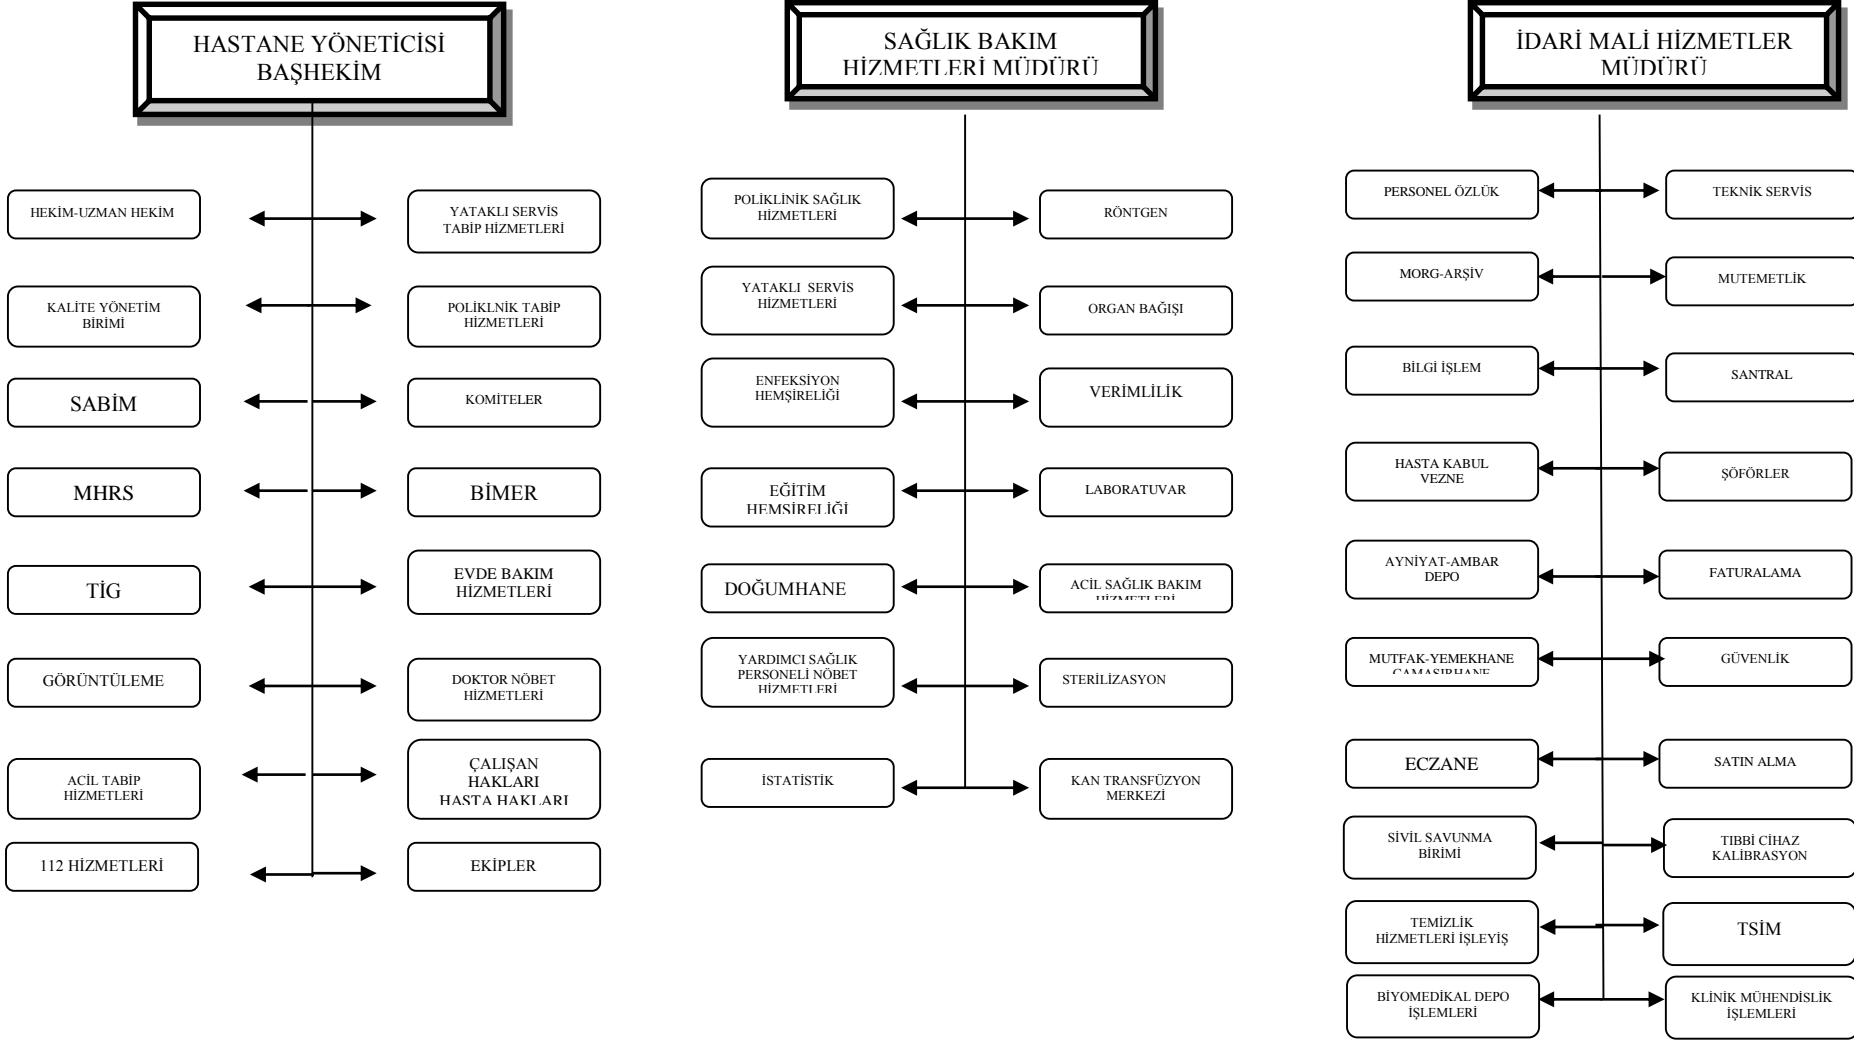 HASTANE YÖNETİCİSİ
BAŞHEKİM
HEKİM-UZMAN HEKİM
YATAKLI SERVİS
TABİP HİZMETLERİ
KALİTE YÖNETİM
BİRİMİ
POLİKLNİK TABİP
HİZMETLERİ
SABİM
KOMİTELER
MHRS
BİMER
TİG
EVDE BAKIM
HİZMETLERİ
GÖRÜNTÜLEME
DOKTOR NÖBET
HİZMETLERİ
ACİL TABİP
HİZMETLERİ
ÇALIŞAN
HAKLARI
HASTA HAKLARI
112 HİZMETLERİ
EKİPLER
SAĞLIK BAKIM
HİZMETLERİ MÜDÜRÜ
POLİKLİNİK SAĞLIK
HİZMETLERİ
RÖNTGEN
YATAKLI SERVİS
HİZMETLERİ
ORGAN BAĞIŞI
ENFEKSİYON
HEMŞİRELİĞİ
VERİMLİLİK
EĞİTİM
HEMŞİRELİĞİ
LABORATUVAR
DOĞUMHANE
ACİL SAĞLIK BAKIM
HİZMETLERİ
YARDIMCI SAĞLIK
PERSONELİ NÖBET
HİZMETLERİ
STERİLİZASYON
İSTATİSTİK
KAN TRANSFÜZYON
MERKEZİ
İDARİ MALİ HİZMETLER
MÜDÜRÜ
PERSONEL ÖZLÜK
TEKNİK SERVİS
MORG-ARŞİV
MUTEMETLİK
BİLGİ İŞLEM
SANTRAL
HASTA KABUL
VEZNE
ŞÖFÖRLER
AYNİYAT-AMBAR
DEPO
FATURALAMA
MUTFAK-YEMEKHANE
ÇAMAŞIRHANE
GÜVENLİK
ECZANE
SATIN ALMA
SİVİL SAVUNMA
BİRİMİ
TIBBİ CİHAZ
KALİBRASYON
TEMİZLİK
HİZMETLERİ İŞLEYİŞ
TSİM
BİYOMEDİKAL DEPO
İŞLEMLERİ
KLİNİK MÜHENDİSLİK
İŞLEMLERİ